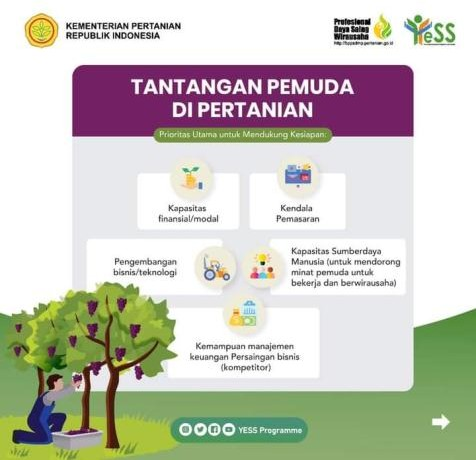 KEMENTERIAN PERTANIAN
REPUBLIK INDONESIA
Profesional
Daya Saing
Wirausaha
YeSS
TANTANGAN PEMUDA
DI PERTANIAN
Prioritas Utama untuk Mendukung Kesiapan:
Kapasitas
finansial/modal
Kendala
Pemasaran
Pengembangan
bisnis/teknologi
Kapasitas Sumberdaya
Manusia (untuk mendorong
minat pemuda untuk
bekerja dan berwirausaha)
Kemampuan manajemen
keuangan Persaingan bisnis
(kompetitor)
YESS Programme